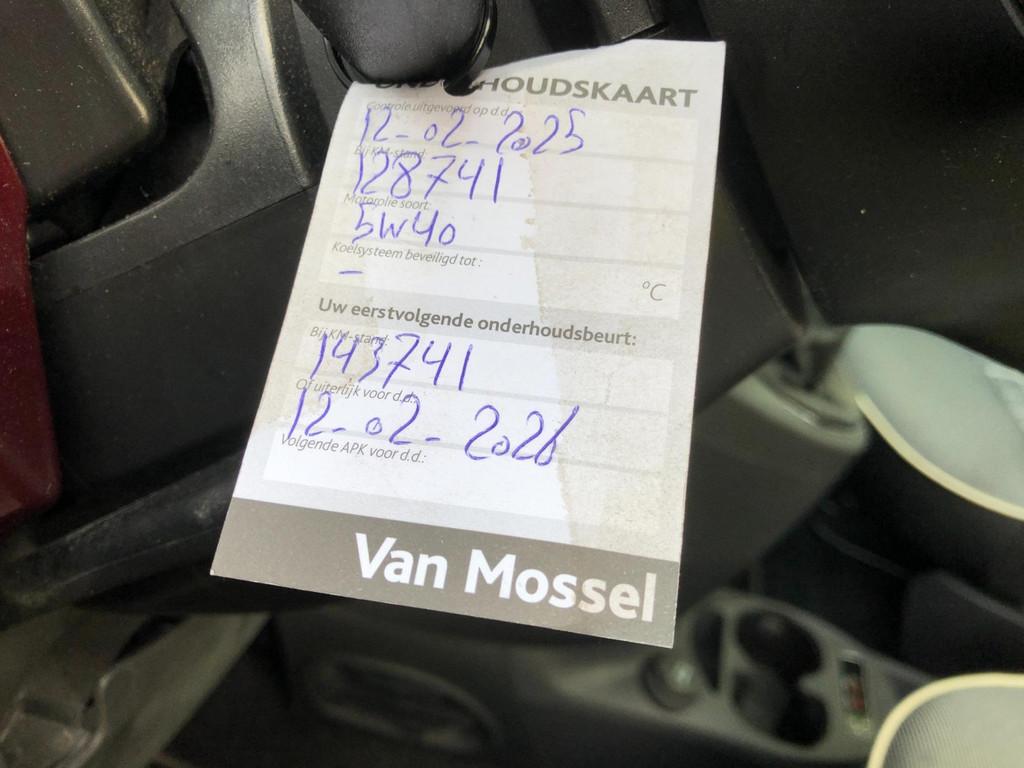 ONDERHOUDSKAART
Controle uitgevoerd op d.d.:
12-02-2025
Bij KM-stand:
128741
Motorolie soort:
5W40
Koelsysteem beveiligd tot :
–
°C
Uw eerstvolgende onderhoudsbeurt:
Bij KM-stand:
143741
Of uiterlijk voor d.d.:
12-02-2026
Volgende APK voor d.d.:
Van Mossel